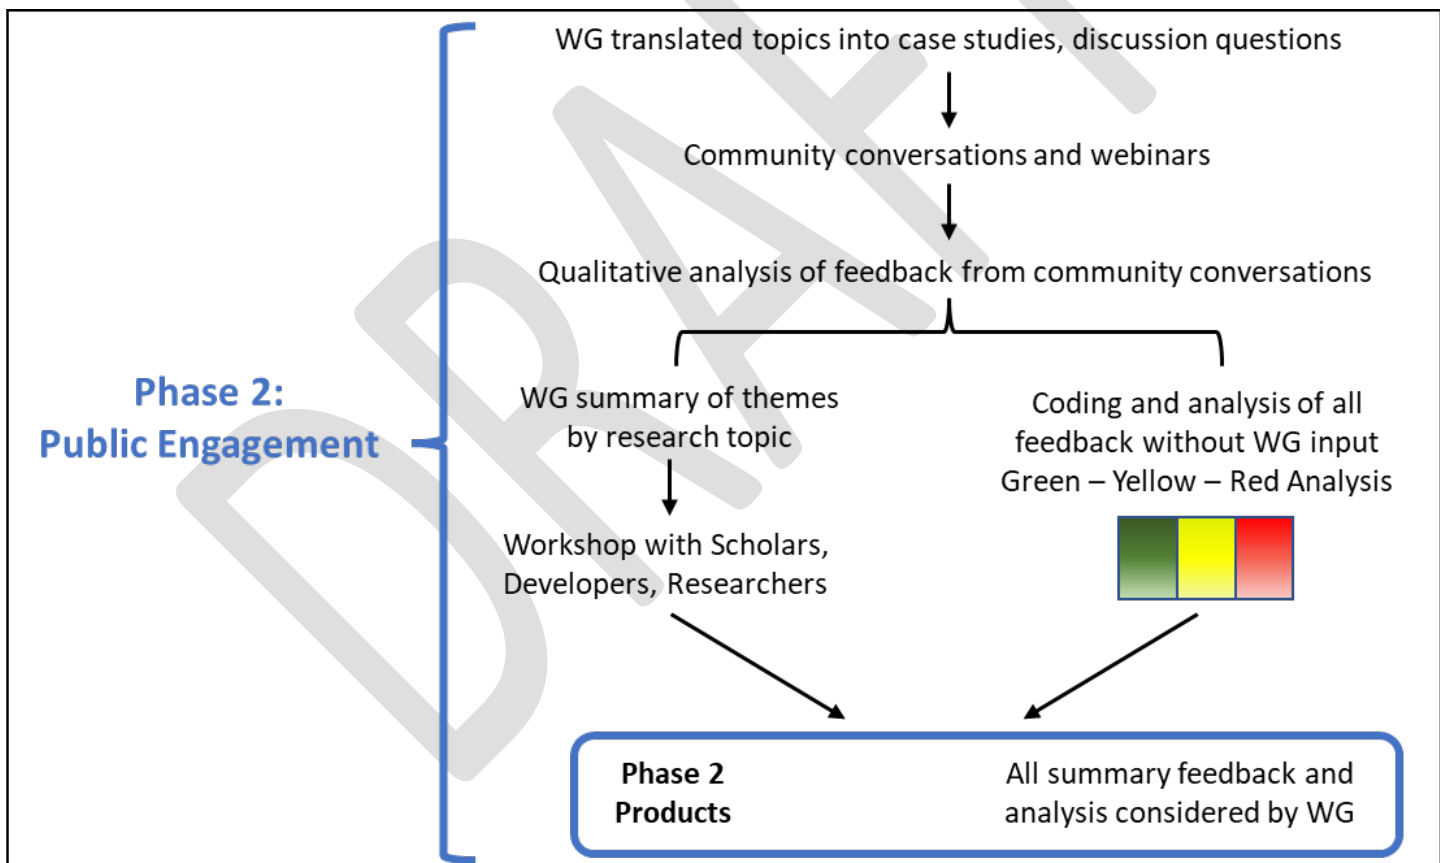 WG translated topics into case studies, discussion questions
Community conversations and webinars
Qualitative analysis of feedback from community conversations
Phase 2:
Public Engagement
WG summary of themes
by research topic
Workshop with Scholars,
Developers, Researchers
Coding and analysis of all
feedback without WG input
Green – Yellow – Red Analysis
Phase 2
Products
All summary feedback and
analysis considered by WG
DRAF